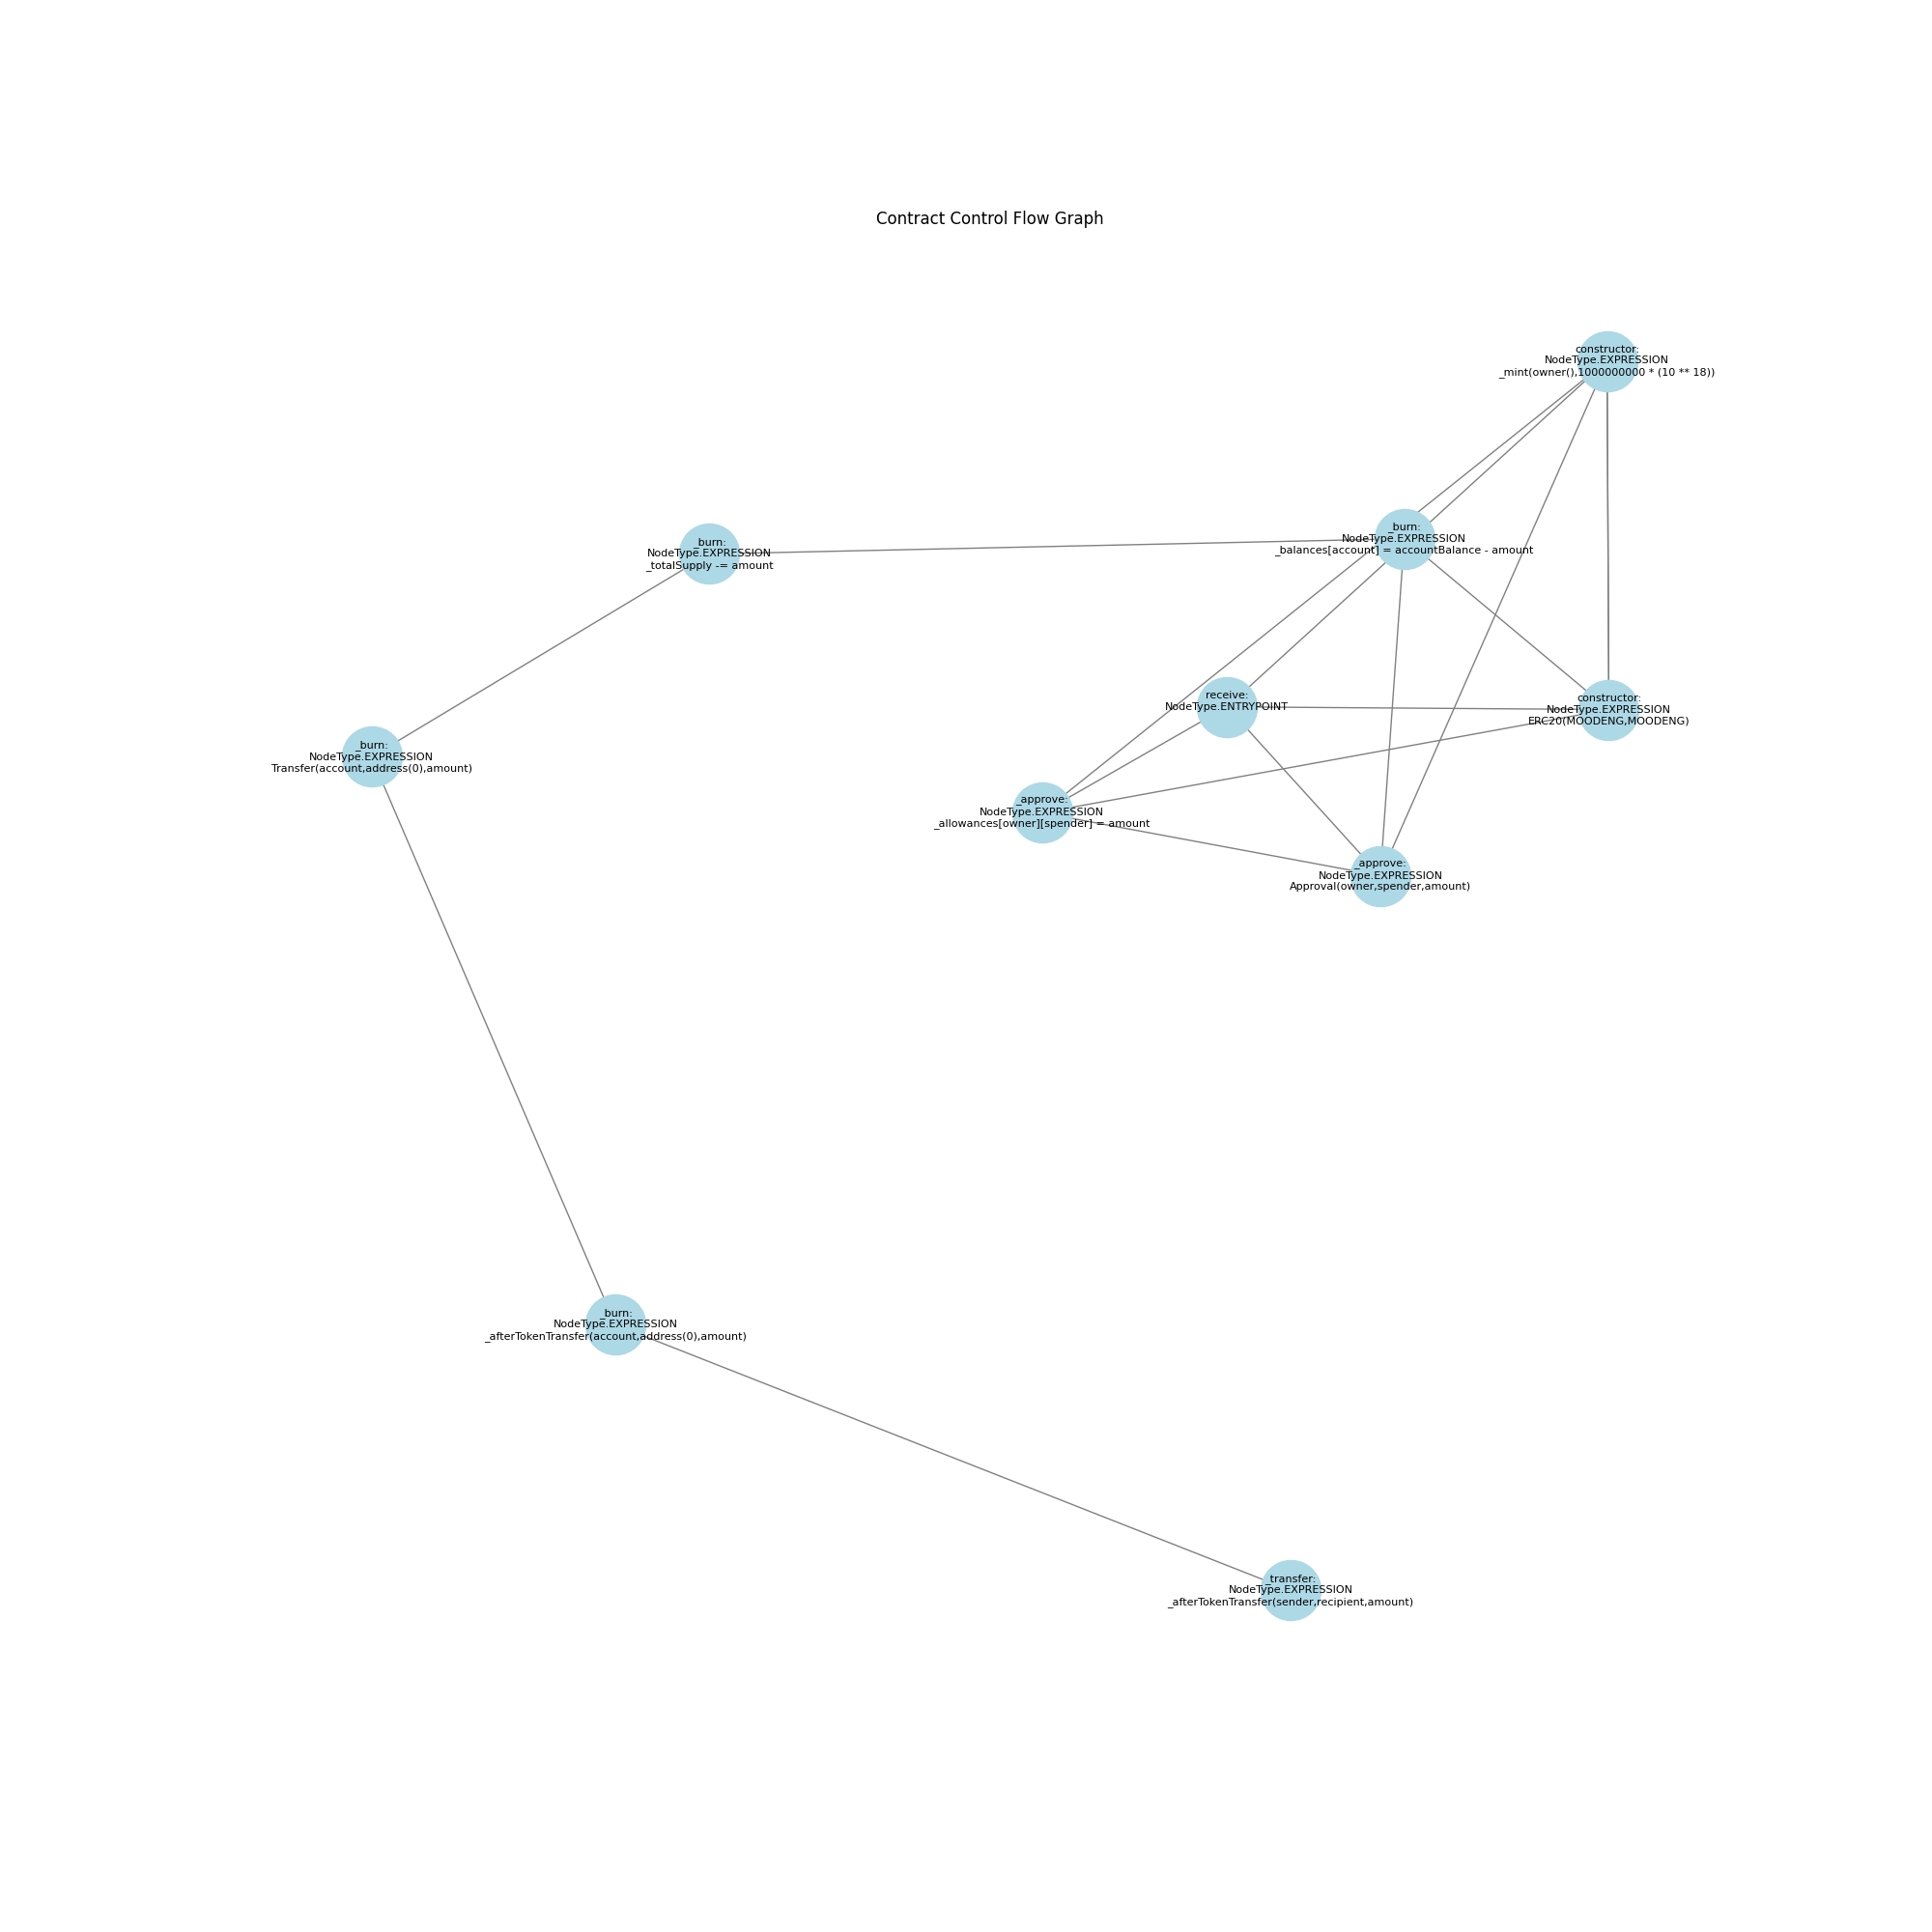 Contract Control Flow Graph
constructor:
NodeType.EXPRESSION
_mint(owner(),1000000000 * (10 ** 18))
_burn:
NodeType.EXPRESSION
_balances[account] = accountBalance - amount
_burn:
NodeType.EXPRESSION
_totalSupply -= amount
receive:
NodeType.ENTRYPOINT
constructor:
NodeType.EXPRESSION
ERC20(MOODENG,MOODENG)
_burn:
NodeType.EXPRESSION
Transfer(account,address(0),amount)
_approve:
NodeType.EXPRESSION
_allowances[owner][spender] = amount
_approve:
NodeType.EXPRESSION
Approval(owner,spender,amount)
_burn:
NodeType.EXPRESSION
_afterTokenTransfer(account,address(0),amount)
_transfer:
NodeType.EXPRESSION
_afterTokenTransfer(sender,recipient,amount)